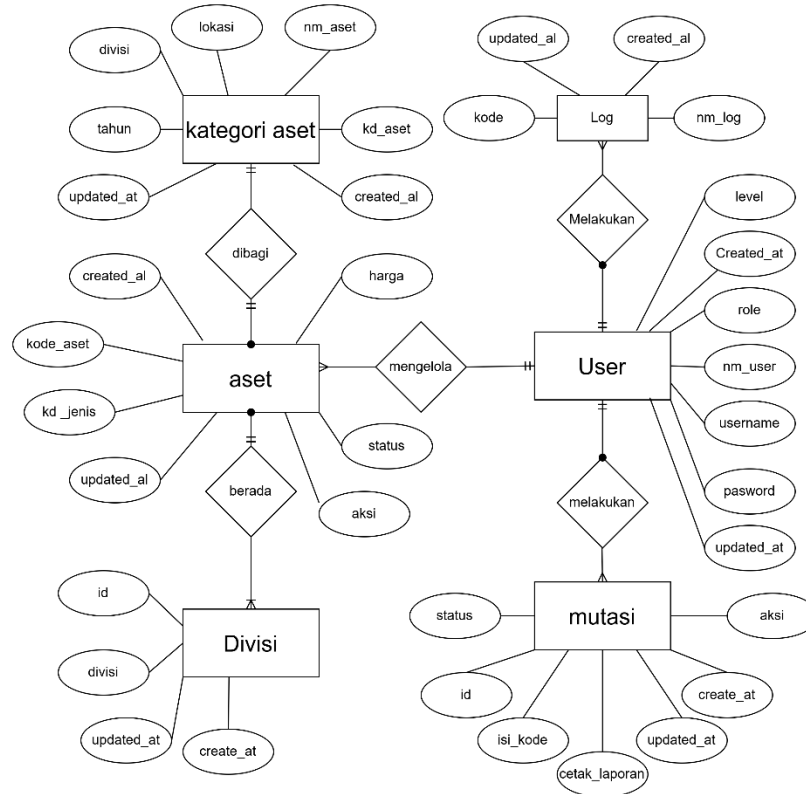 lokasi
nm_aset
divisi
kategori aset
tahun
kd_aset
updated_at
created_al
updated_al
created_al
kode
Log
nm_log
Melakukan
level
Created_at
role
nm_user
username
pasword
updated_at
User
dibagi
created_al
harga
kode_aset
aset
kd _jenis
status
updated_al
aksi
mengelola
berada
id
Divisi
divisi
updated_at
create_at
melakukan
status
mutasi
aksi
id
create_at
isi_kode
updated_at
cetak_laporan